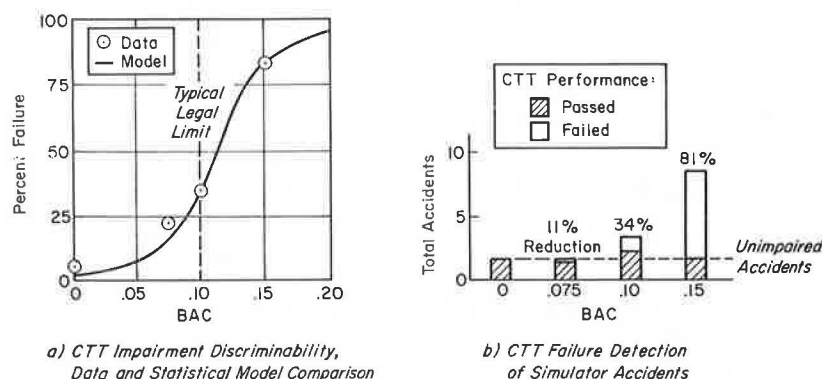 100
75
50
25
0
Percent Failure
Data
Model
Typical
Legal
Limit
0
.05
.10
.15
.20
BAC
a) CTT Impairment Discriminability,
Data and Statistical Model Comparison
CTT Performance:
Passed
Failed
10
5
0
Total Accidents
11%
Reduction
34%
81%
Unimpaired
Accidents
0
.075
.10
.15
BAC
b) CTT Failure Detection
of Simulator Accidents